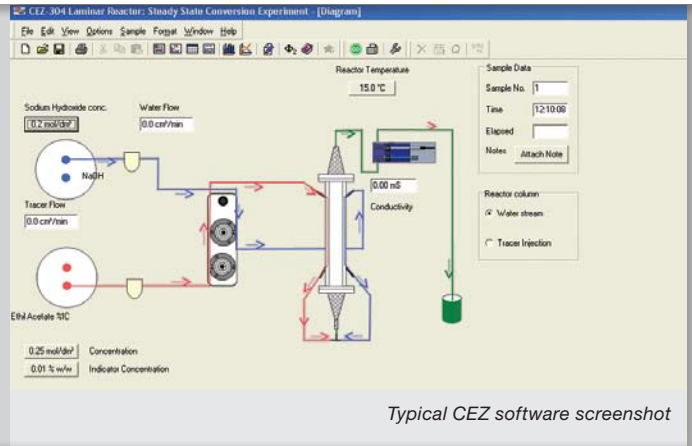 CEZ-304 Laminar Reactor: Steady State Conversion Experiment - [Diagram]
File Edit View Options Sample Format Window Help
Reactor Temperature
15.0 °C
Sample Data
Sample No. 1
Time 12:10:08
Elapsed
Notes Attach Note
Sodium Hydroxide conc.
0.2 mol/dm³
Water Flow
0.0 cm³/min
NaOH
Tracer Flow
0.0 cm³/min
0.00 mS
Conductivity
Reactor column
Water stream
Tracer Injection
Ethil Acetate %1C
0.25 mol/dm³ Concentration
0.01 % w/w Indicator Concentration
Typical CEZ software screenshot